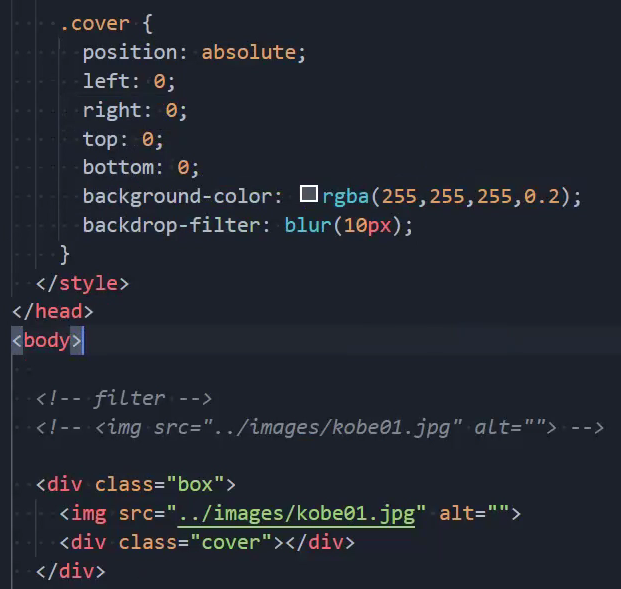 .cover {
position: absolute;
left: 0;
right: 0;
top: 0;
bottom: 0;
background-color: rgba(255,255,255,0.2);
backdrop-filter: blur(10px);
}
</style>
</head>
<body>
<!-- filter -->
<!-- <img src="../images/kobe01.jpg" alt=""> -->
<div class="box">
<img src="../images/kobe01.jpg" alt="">
<div class="cover"></div>
</div>